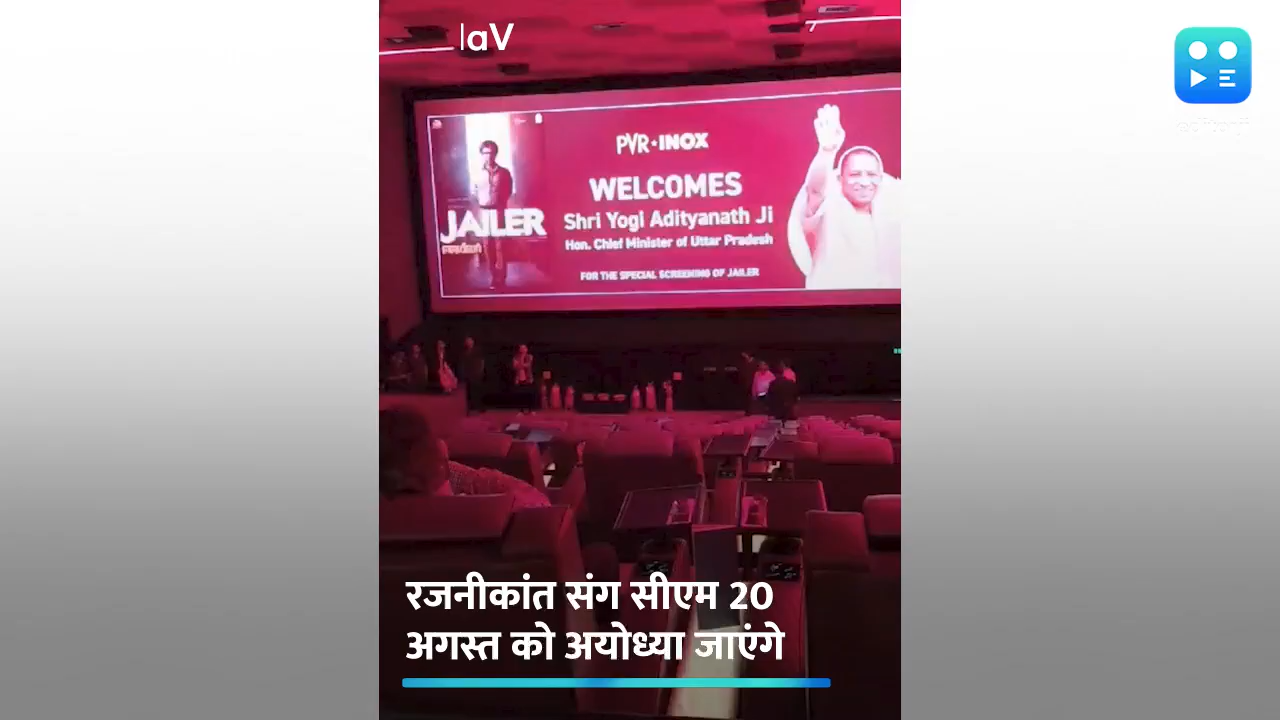 laV
PVR·INOX
WELCOMES
Shri Yogi Adityanath Ji
Hon. Chief Minister of Uttar Pradesh
FOR THE SPECIAL SCREENING OF JAILER
JAILER
रजनीकांत संग सीएम 20
अगस्त को अयोध्या जाएंगे